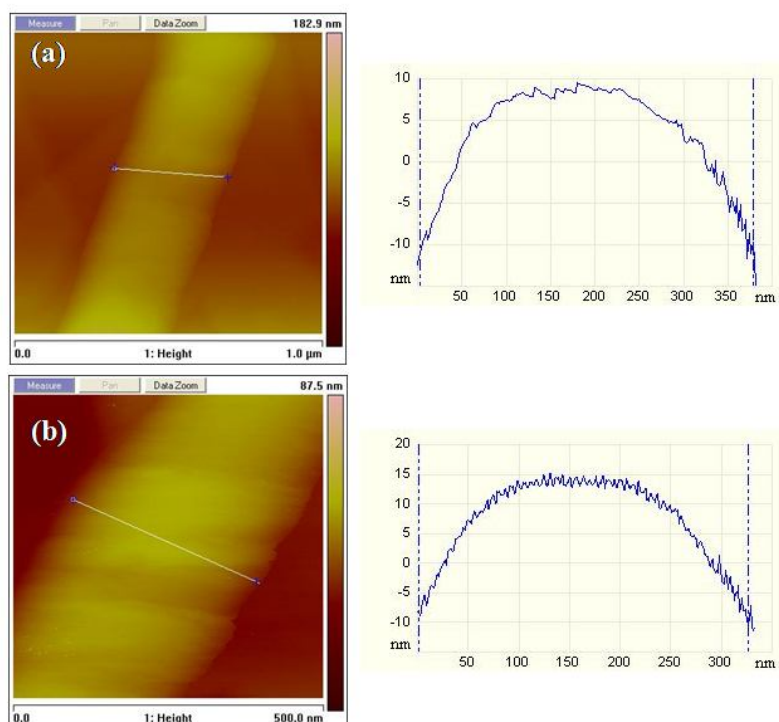 Measure Pan Data Zoom 182.9 nm
(a)
0.0 1: Height 1.0 µm
10
5
0
-5
-10
nm
50 100 150 200 250 300 350
Measure Pan Data Zoom 87.5 nm
(b)
0.0 1: Height 500.0 nm
20
15
10
5
0
-5
-10
nm
50 100 150 200 250 300